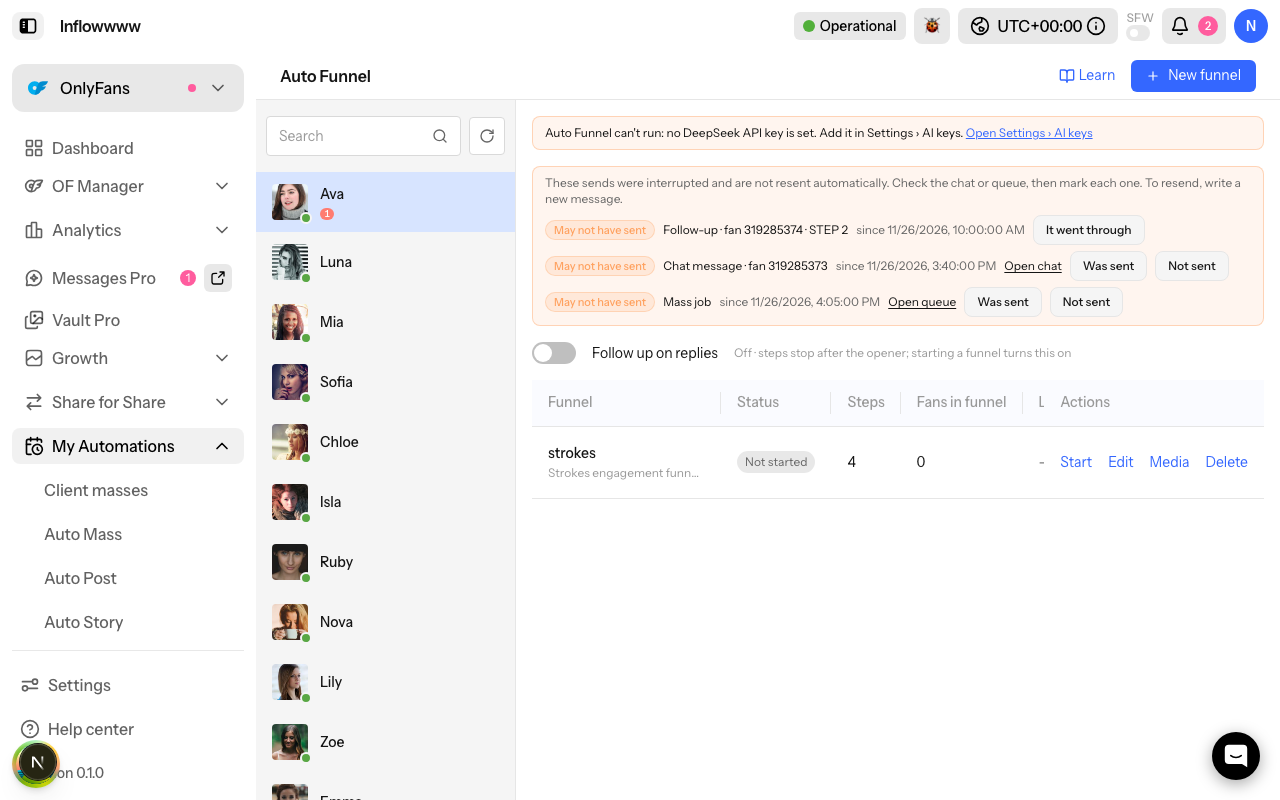 Inflowwww
Operational
UTC+00:00
SFW
2
N
OnlyFans
Dashboard
OF Manager
Analytics
Messages Pro
1
Vault Pro
Growth
Share for Share
My Automations
Client masses
Auto Mass
Auto Post
Auto Story
Settings
Help center
N
on 0.1.0
Auto Funnel
Learn
New funnel
Search
Ava
1
Luna
Mia
Sofia
Chloe
Isla
Ruby
Nova
Lily
Zoe
Auto Funnel can't run: no DeepSeek API key is set. Add it in Settings › AI keys. Open Settings › AI keys
These sends were interrupted and are not resent automatically. Check the chat or queue, then mark each one. To resend, write a
new message.
May not have sent Follow-up · fan 319285374 · STEP 2 since 11/26/2026, 10:00:00 AM It went through
May not have sent Chat message · fan 319285373 since 11/26/2026, 3:40:00 PM Open chat Was sent Not sent
May not have sent Mass job since 11/26/2026, 4:05:00 PM Open queue Was sent Not sent
Follow up on replies Off · steps stop after the opener; starting a funnel turns this on
Funnel Status Steps Fans in funnel L Actions
strokes Not started 4 0 - Start Edit Media Delete
Strokes engagement funn...